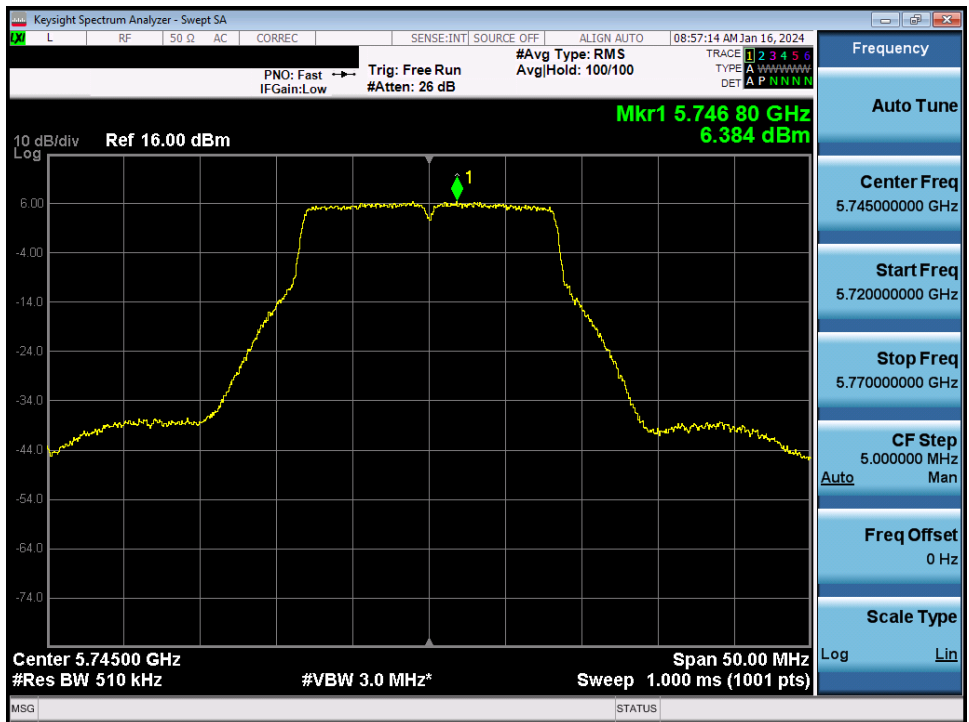 Keysight Spectrum Analyzer - Swept SA
LXI L RF 50 Ω AC CORREC SENSE:INT SOURCE OFF ALIGN AUTO 08:57:14 AM Jan 16, 2024
PNO: Fast
IFGain:Low
Trig: Free Run
#Atten: 26 dB
#Avg Type: RMS
Avg|Hold: 100/100
TRACE 1 2 3 4 5 6
TYPE A WWWWW
DET A P N N N N
Mkr1 5.746 80 GHz
6.384 dBm
10 dB/div Ref 16.00 dBm
Log
1
6.00
-4.00
-14.0
-24.0
-34.0
-44.0
-54.0
-64.0
-74.0
Center 5.74500 GHz Span 50.00 MHz
#Res BW 510 kHz #VBW 3.0 MHz* Sweep 1.000 ms (1001 pts)
MSG STATUS
Frequency
Auto Tune
Center Freq
5.745000000 GHz
Start Freq
5.720000000 GHz
Stop Freq
5.770000000 GHz
CF Step
5.000000 MHz
Auto Man
Freq Offset
0 Hz
Scale Type
Log Lin